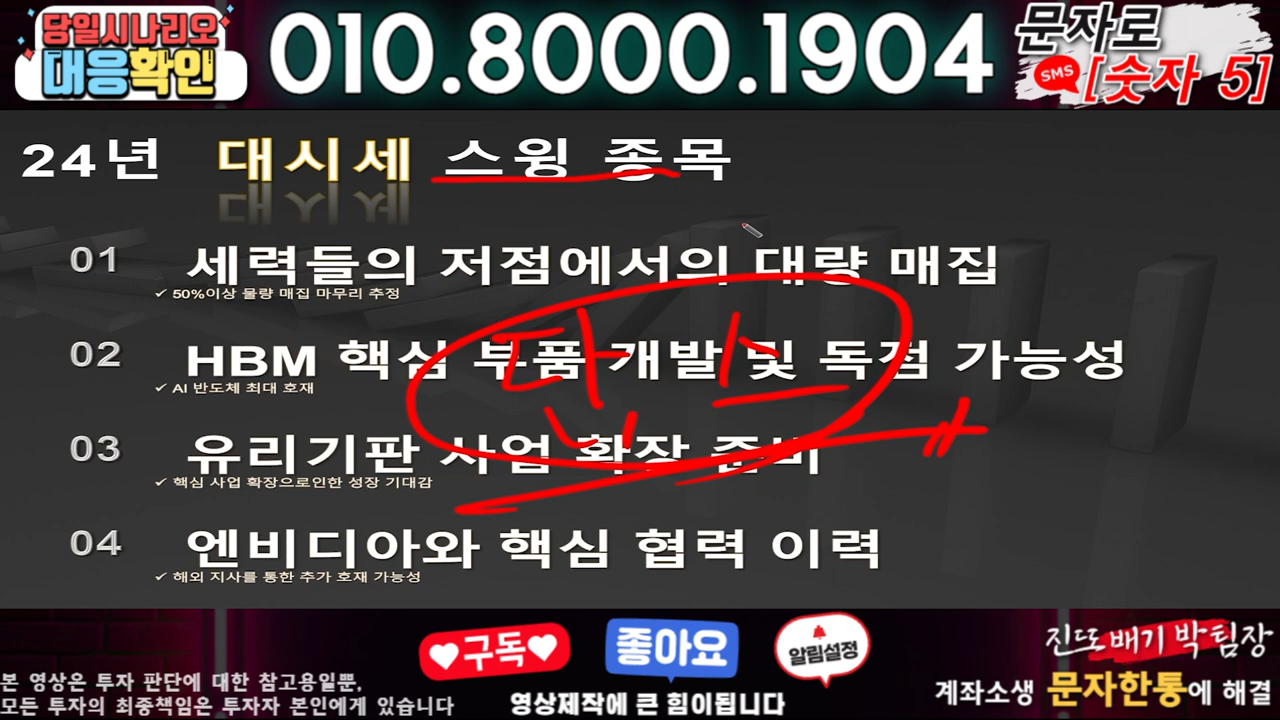 당일시나리오
대응확인
010.8000.1904
문자로
SMS
[숫자 5]
24년 대시세 스윙 종목
01 세력들의 저점에서의 대량 매집
✓ 50%이상 물량 매집 마무리 추정
02 HBM 핵심 부품 개발 및 독점 가능성
✓ AI 반도체 최대 호재
03 유리기판 사업 확장 준비
✓ 핵심 사업 확장으로인한 성장 기대감
04 엔비디아와 핵심 협력 이력
✓ 해외 지사를 통한 추가 호재 가능성
탑스
구독
좋아요
알림설정
영상제작에 큰 힘이됩니다
본 영상은 투자 판단에 대한 참고용일뿐,
모든 투자의 최종책임은 투자자 본인에게 있습니다
진또배기 박팀장
계좌소생 문자한통에 해결